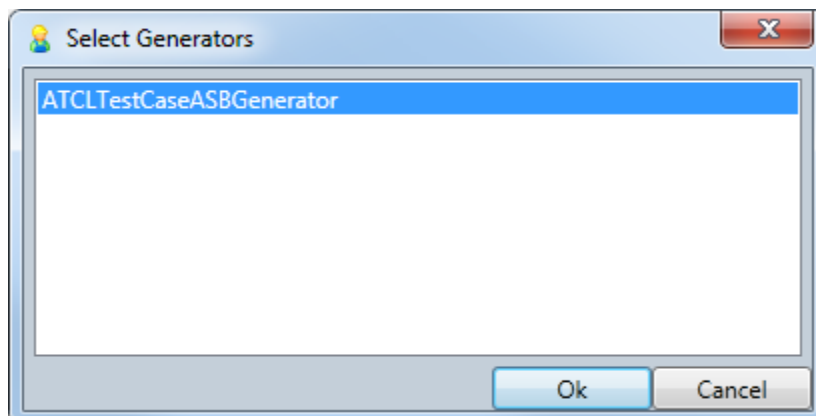 Select Generators
ATCLTestCaseASBGenerator
Ok
Cancel